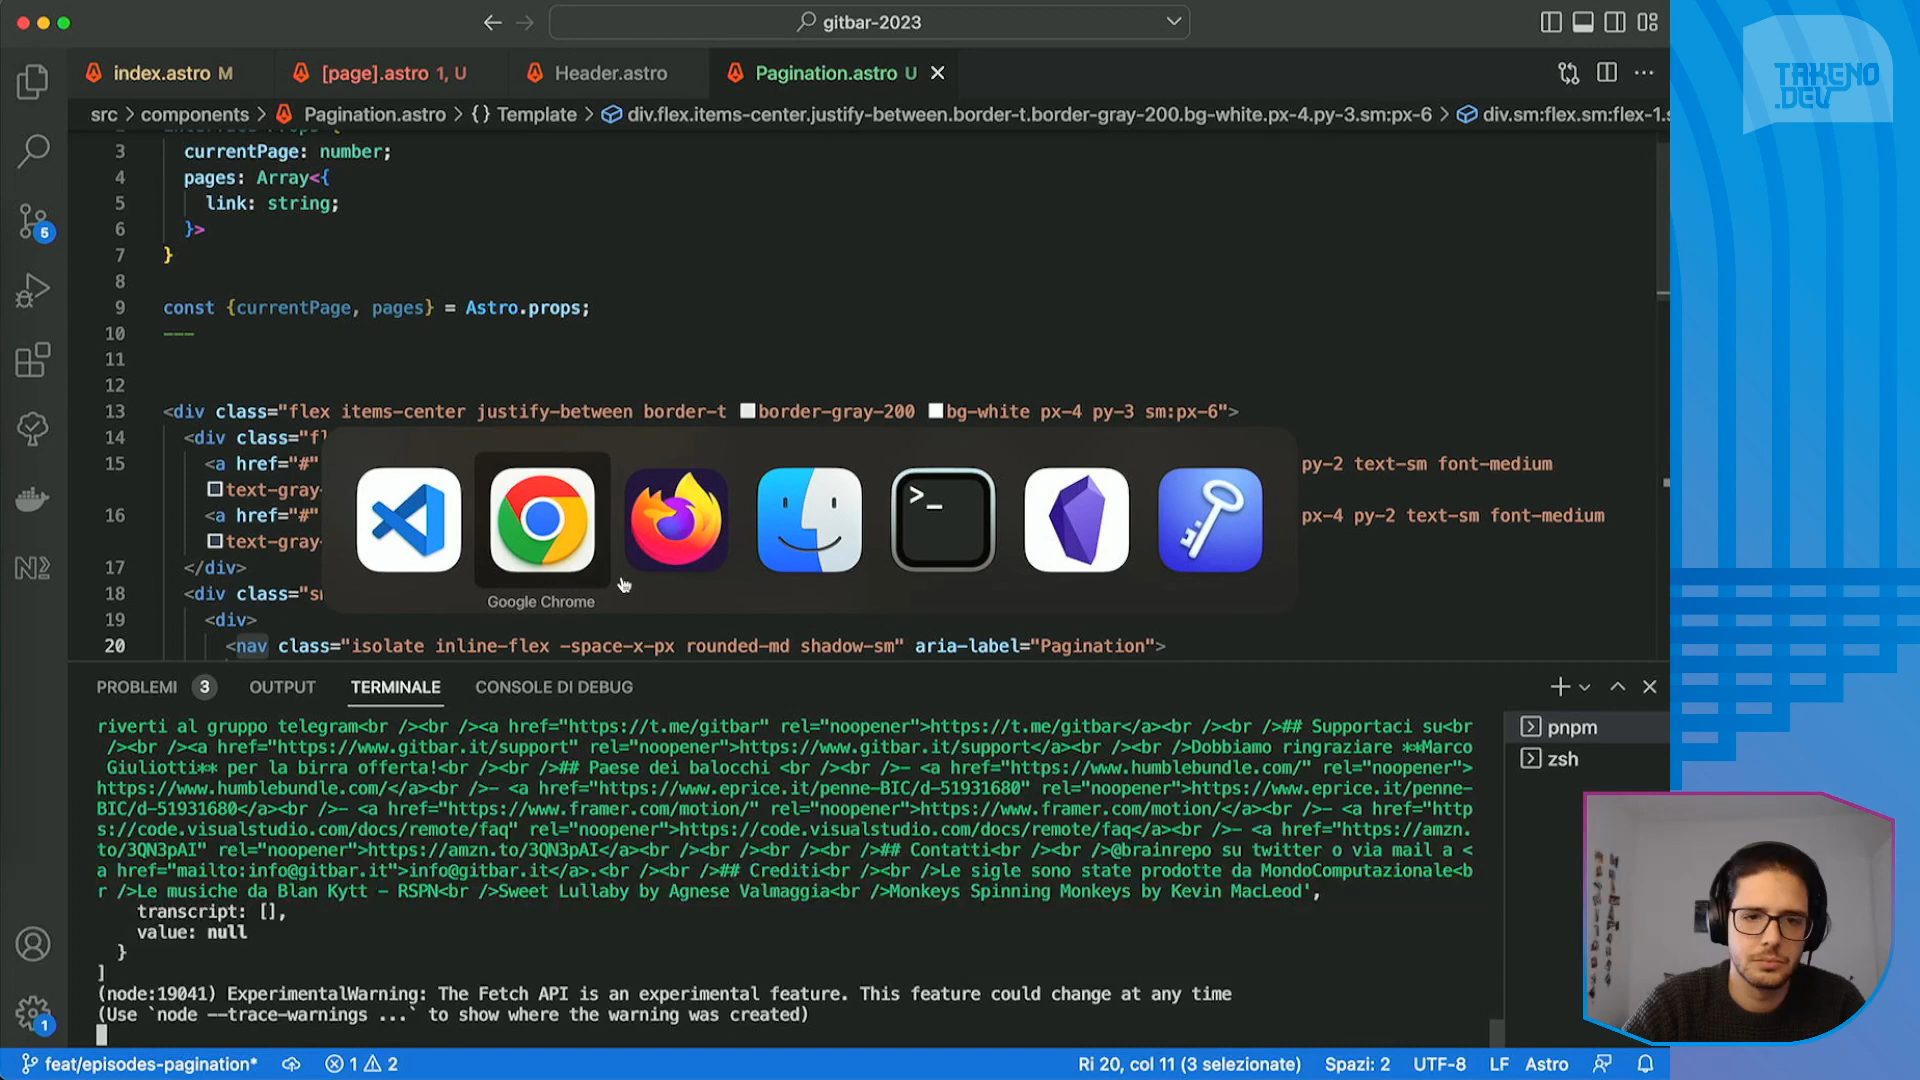 gitbar-2023
index.astro M
[page].astro 1, U
Header.astro
Pagination.astro U
TAKENO
.DEV
src > components > Pagination.astro > {} Template > div.flex.items-center.justify-between.border-t.border-gray-200.bg-white.px-4.py-3.sm:px-6 > div.sm:flex.sm:flex-1.s
3 currentPage: number;
4 pages: Array<{
5 link: string;
6 }>
7 }
8
9 const {currentPage, pages} = Astro.props;
10 ---
11
12
13 <div class="flex items-center justify-between border-t border-gray-200 bg-white px-4 py-3 sm:px-6">
14 <div class="fl
15 <a href="#" py-2 text-sm font-medium
text-gray-
16 <a href="#" px-4 py-2 text-sm font-medium
text-gray-
17 </div>
18 <div class="sm
19 <div>
20 <nav class="isolate inline-flex -space-x-px rounded-md shadow-sm" aria-label="Pagination">
Google Chrome
5
N
1
PROBLEMI 3
OUTPUT
TERMINALE
CONSOLE DI DEBUG
pnpm
zsh
riverti al gruppo telegram<br /><br /><a href="https://t.me/gitbar" rel="noopener">https://t.me/gitbar</a><br /><br />## Supportaci su<br
/><br /><a href="https://www.gitbar.it/support" rel="noopener">https://www.gitbar.it/support</a><br />Dobbiamo ringraziare **Marco
Giuliotti** per la birra offerta!<br /><br />## Paese dei balocchi <br /><br />- <a href="https://www.humblebundle.com/" rel="noopener">
https://www.humblebundle.com/</a><br />- <a href="https://www.eprice.it/penne-BIC/d-51931680" rel="noopener">https://www.eprice.it/penne-
BIC/d-51931680</a><br />- <a href="https://www.framer.com/motion/" rel="noopener">https://www.framer.com/motion/</a><br />- <a href="http
s://code.visualstudio.com/docs/remote/faq" rel="noopener">https://code.visualstudio.com/docs/remote/faq</a><br />- <a href="https://amzn.
to/3QN3pAI" rel="noopener">https://amzn.to/3QN3pAI</a><br /><br /><br /><br />## Contatti<br /><br />@brainrepo su twitter o via mail a <
a href="mailto:info@gitbar.it">info@gitbar.it</a>.<br /><br />## Crediti<br /><br />Le sigle sono state prodotte da MondoComputazionale<b
r />Le musiche da Blan Kytt - RSPN<br />Sweet Lullaby by Agnese Valmaggia<br />Monkeys Spinning Monkeys by Kevin MacLeod',
transcript: [],
value: null
}
]
(node:19041) ExperimentalWarning: The Fetch API is an experimental feature. This feature could change at any time
(Use `node --trace-warnings ...` to show where the warning was created)
feat/episodes-pagination*
1 2
Ri 20, col 11 (3 selezionate)
Spazi: 2
UTF-8
LF
Astro